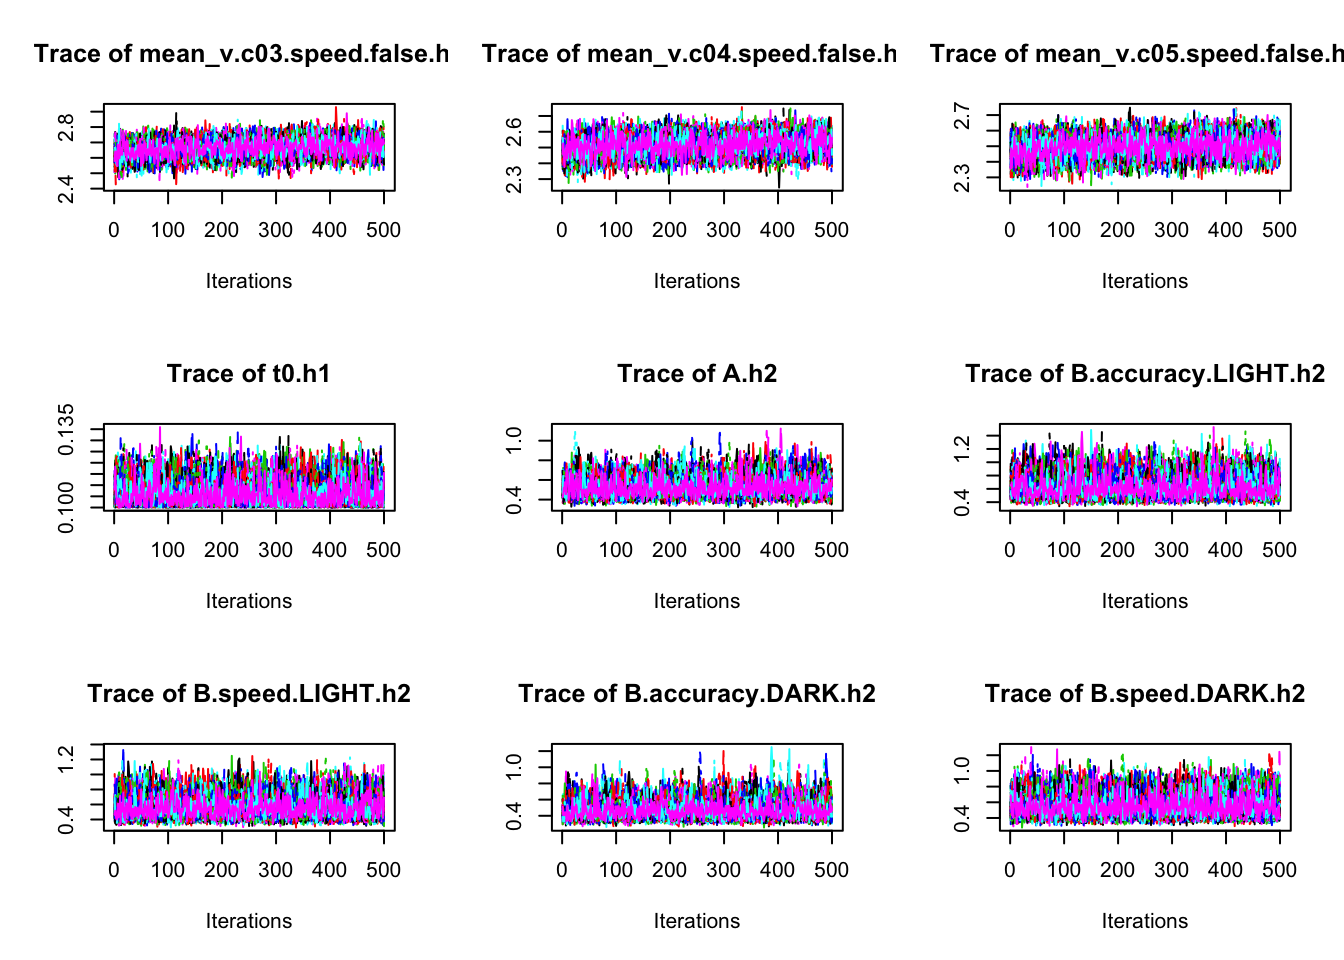 Trace of mean_v.c03.speed.false.h
Trace of mean_v.c04.speed.false.h
Trace of mean_v.c05.speed.false.h
2.4 2.8
0 100 200 300 400 500
Iterations
2.3 2.6
0 100 200 300 400 500
Iterations
2.3 2.7
0 100 200 300 400 500
Iterations
Trace of t0.h1
Trace of A.h2
Trace of B.accuracy.LIGHT.h2
0.100 0.135
0 100 200 300 400 500
Iterations
0.4 1.0
0 100 200 300 400 500
Iterations
0.4 1.2
0 100 200 300 400 500
Iterations
Trace of B.speed.LIGHT.h2
Trace of B.accuracy.DARK.h2
Trace of B.speed.DARK.h2
0.4 1.2
0 100 200 300 400 500
Iterations
0.4 1.0
0 100 200 300 400 500
Iterations
0.4 1.0
0 100 200 300 400 500
Iterations